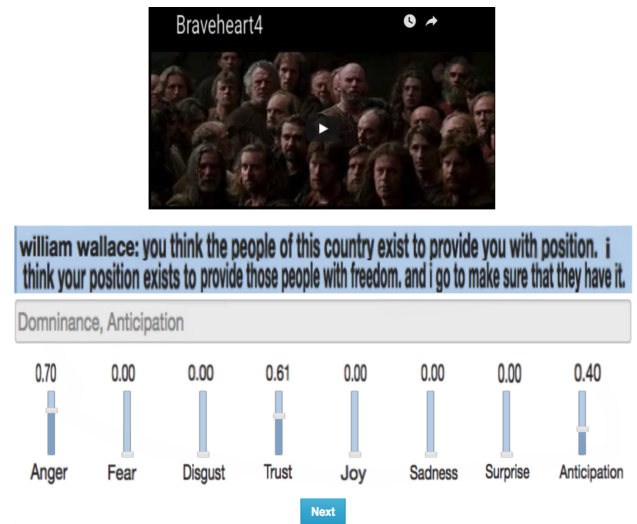 Braveheart4
william wallace: you think the people of this country exist to provide you with position. i
think your position exists to provide those people with freedom. and i go to make sure that they have it.
Domninance, Anticipation
0.70 0.00 0.00 0.61 0.00 0.00 0.00 0.40
Anger Fear Disgust Trust Joy Sadness Surprise Anticipation
Next